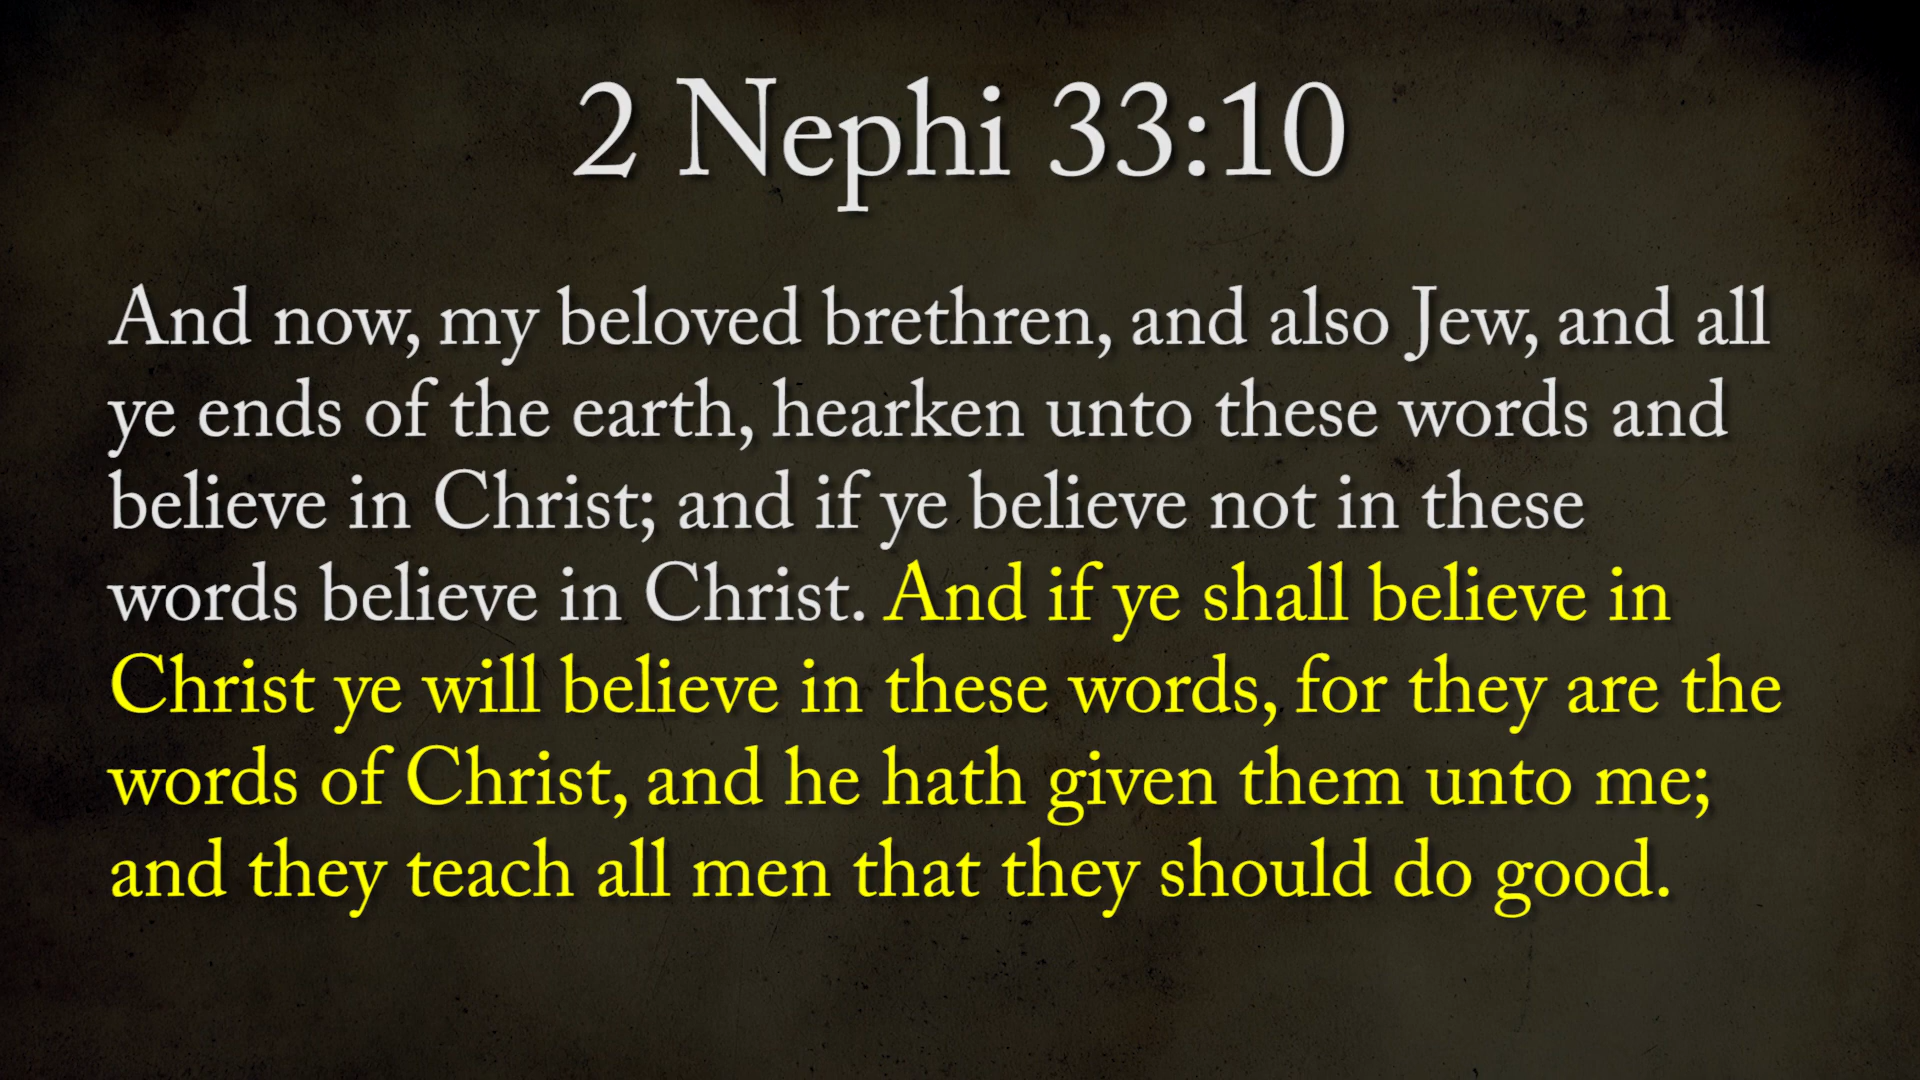 2 Nephi 33:10
And now, my beloved brethren, and also Jew, and all
ye ends of the earth, hearken unto these words and
believe in Christ; and if ye believe not in these
words believe in Christ. And if ye shall believe in
Christ ye will believe in these words, for they are the
words of Christ, and he hath given them unto me;
and they teach all men that they should do good.